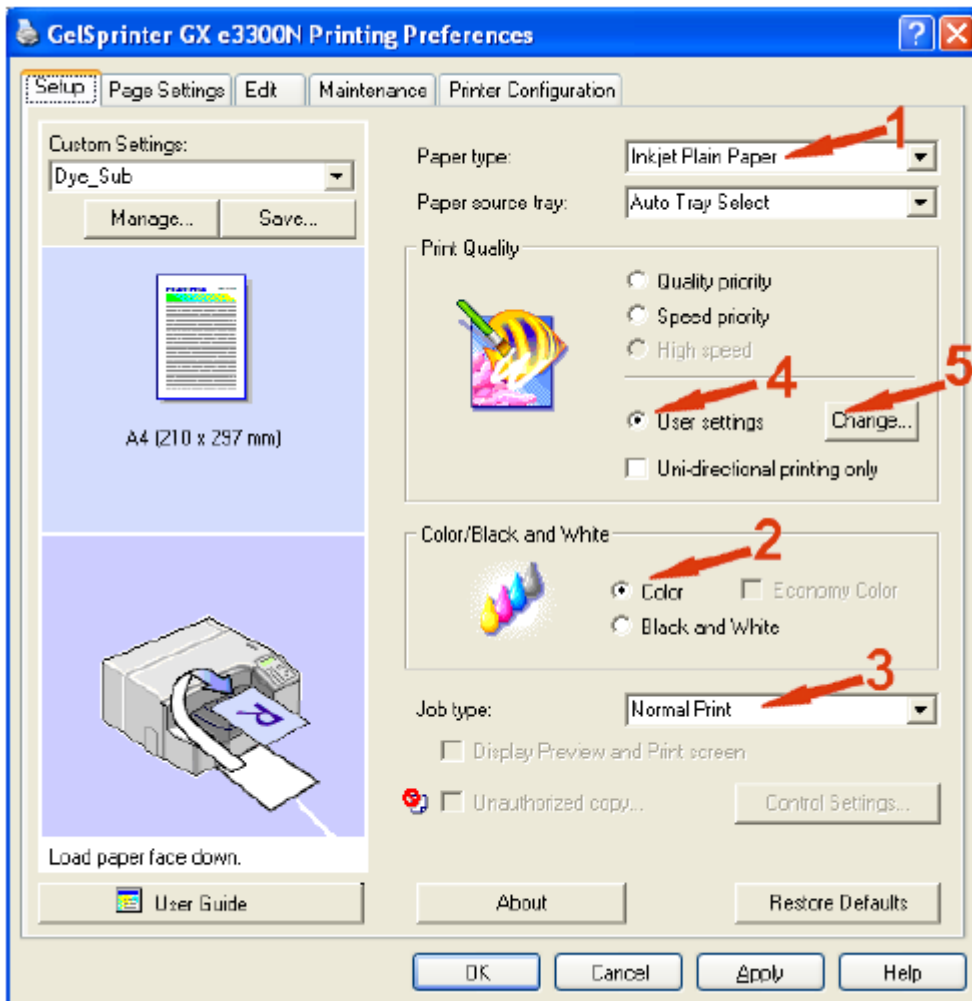 GelSprinter GX e3300N Printing Preferences
Setup Page Settings Edit Maintenance Printer Configuration
Custom Settings:
Dye_Sub
Manage... Save...
A4 (210 x 297 mm)
R
Load paper face down.
User Guide
1
Paper type: Inkjet Plain Paper
Paper source tray: Auto Tray Select
Print Quality
Quality priority
Speed priority
High speed
4 5
User settings Change...
Uni-directional printing only
Color/Black and White
2
Color Economy Color
Black and White
3
Job type: Normal Print
Display Preview and Print screen
Unauthorized copy... Control Settings...
About Restore Defaults
OK Cancel Apply Help